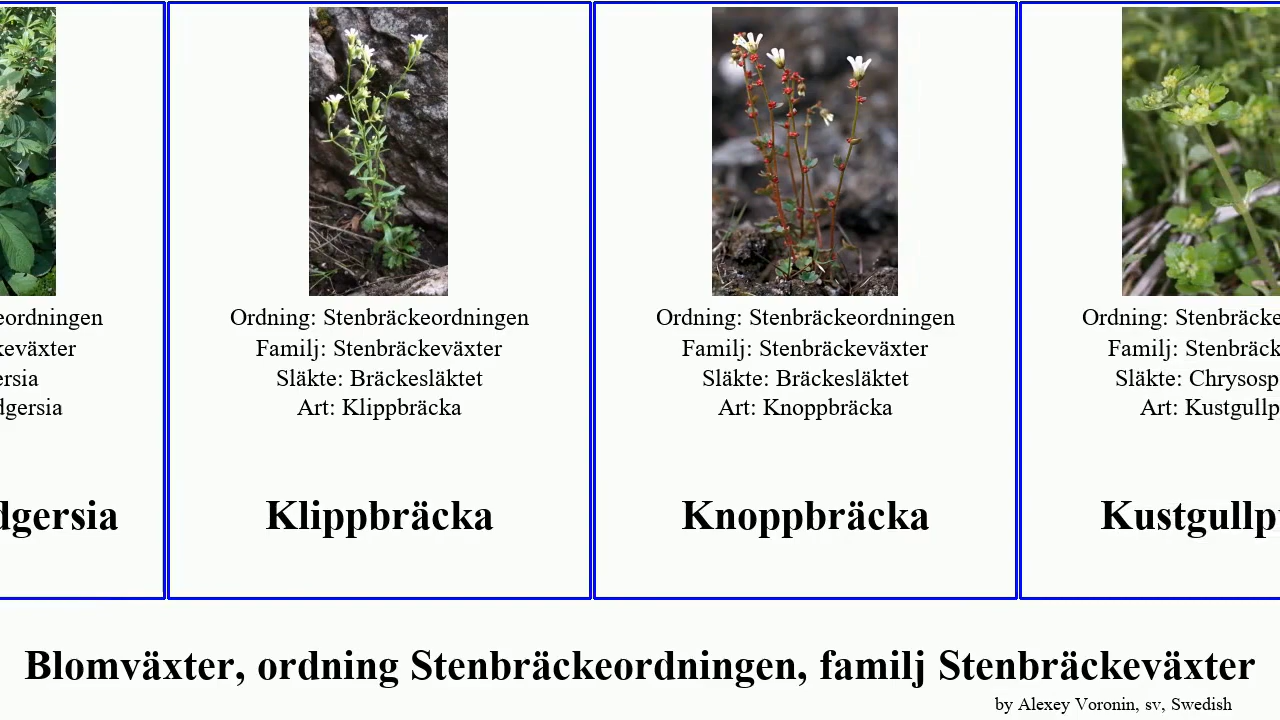 eordningen
keväxter
ersia
dgersia
dgersia
Ordning: Stenbräckeordningen
Familj: Stenbräckeväxter
Släkte: Bräckesläktet
Art: Klippbräcka
Klippbräcka
Ordning: Stenbräckeordningen
Familj: Stenbräckeväxter
Släkte: Bräckesläktet
Art: Knoppbräcka
Knoppbräcka
Ordning: Stenbräcke
Familj: Stenbräck
Släkte: Chrysosp
Art: Kustgullp
Kustgullp
Blomväxter, ordning Stenbräckeordningen, familj Stenbräckeväxter
by Alexey Voronin, sv, Swedish